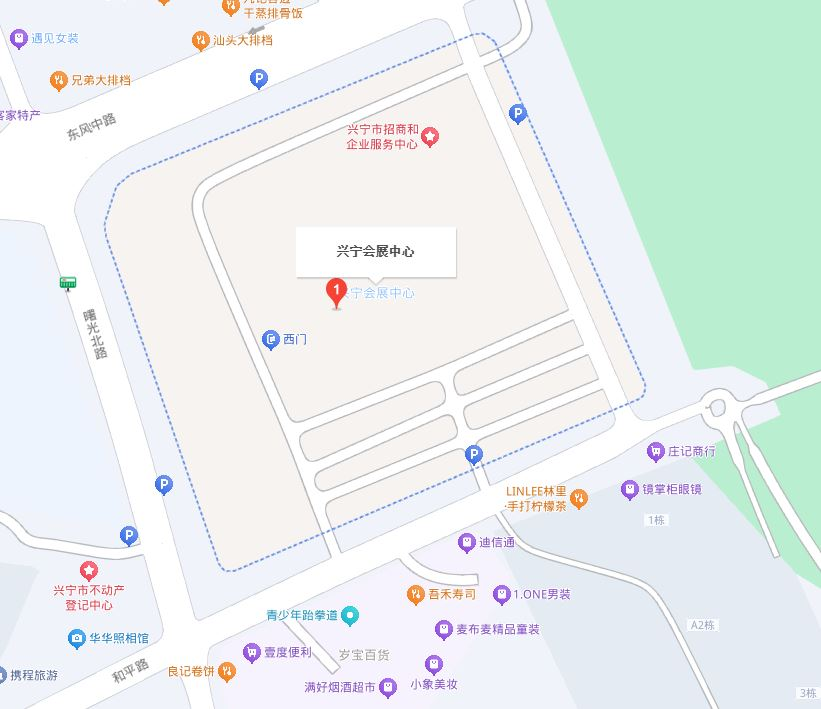 干蒸排骨饭
汕头大排档
遇见女装
兄弟大排档
P
P
客家特产
东风中路
兴宁市招商和
企业服务中心
兴宁会展中心
1
宁会展中心
西门
曙光北路
庄记商行
P
LINLEE林里
·手打柠檬茶
镜掌柜眼镜
P
1栋
P
迪信通
兴宁市不动产
登记中心
吾禾寿司
1.ONE男装
青少年跆拳道
A2栋
麦布麦精品童装
华华照相馆
壹度便利
岁宝百货
和平路
良记卷饼
小象美妆
携程旅游
满好烟酒超市
3栋